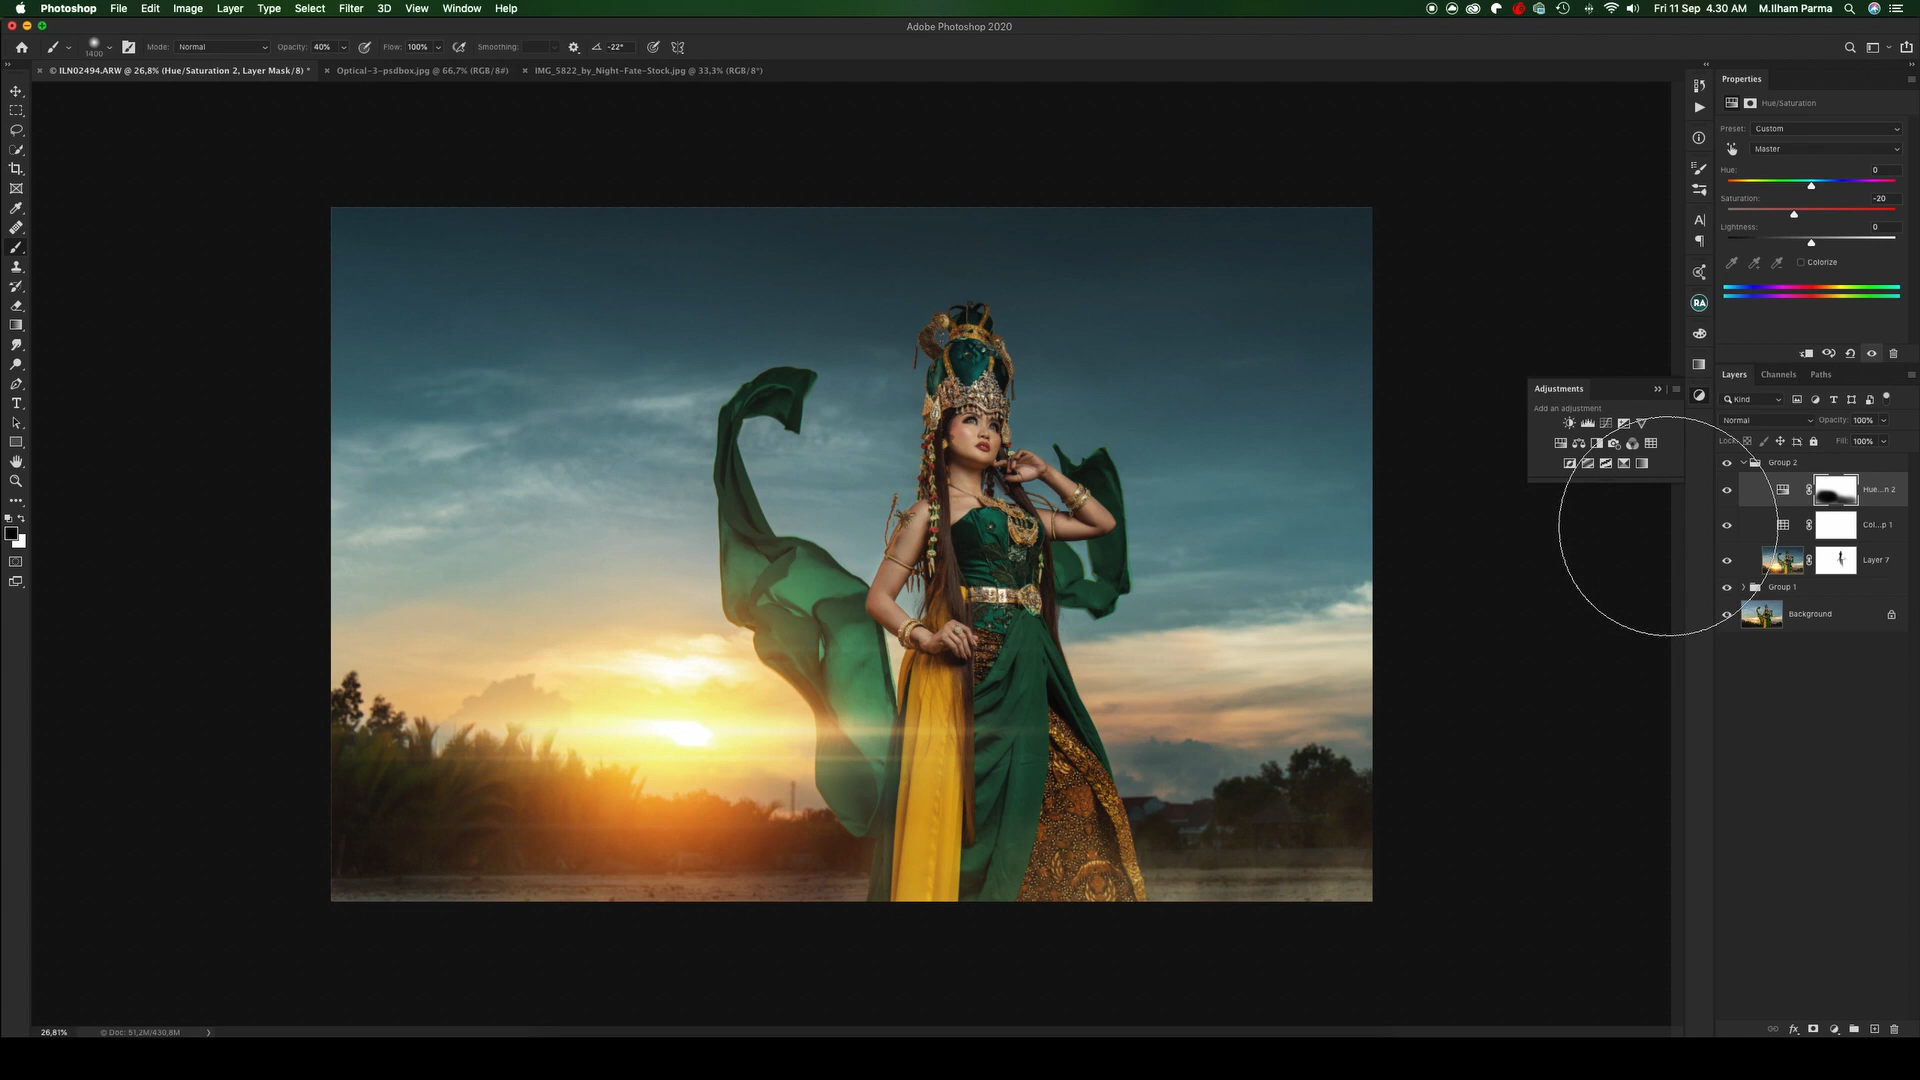 Photoshop File Edit Image Layer Type Select Filter 3D View Window Help Fri 11 Sep 4.30 AM M.Ilham Parma
Adobe Photoshop 2020
1400 Mode: Normal Opacity: 40% Flow: 100% Smoothing: -22°
© ILN02494.ARW @ 26,8% (Hue/Saturation 2, Layer Mask/8) * Optical-3-psdbox.jpg @ 66,7% (RGB/8#) IMG_5822_by_Night-Fate-Stock.jpg @ 33,3% (RGB/8*)
Properties
Hue/Saturation
Preset: Custom
Master
Hue: 0
Saturation: -20
Lightness: 0
Colorize
RA
Layers Channels Paths
Adjustments
Add an adjustment
Kind
Normal Opacity: 100%
Lock: Fill: 100%
Group 2
Hue...n 2
Col...p 1
Layer 7
Group 1
Background
26,81% © Doc: 51,2M/430,8M